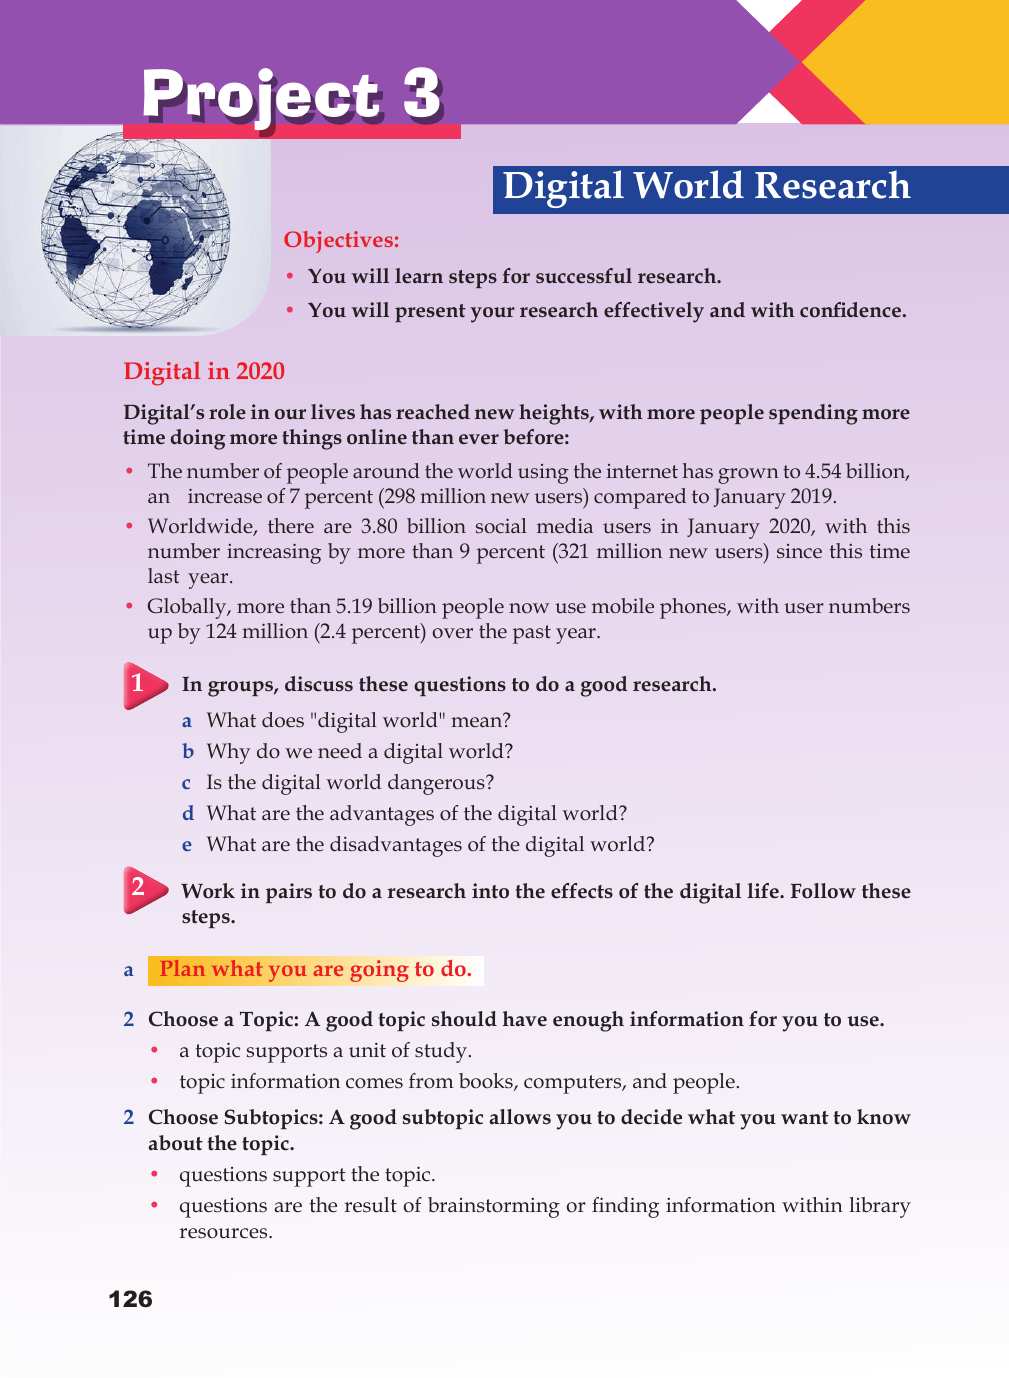 Project 3
Digital World Research
Objectives:
• You will learn steps for successful research.
• You will present your research effectively and with confidence.
Digital in 2020
Digital’s role in our lives has reached new heights, with more people spending more
time doing more things online than ever before:
• The number of people around the world using the internet has grown to 4.54 billion,
an increase of 7 percent (298 million new users) compared to January 2019.
• Worldwide, there are 3.80 billion social media users in January 2020, with this
number increasing by more than 9 percent (321 million new users) since this time
last year.
• Globally, more than 5.19 billion people now use mobile phones, with user numbers
up by 124 million (2.4 percent) over the past year.
1 In groups, discuss these questions to do a good research.
a What does "digital world" mean?
b Why do we need a digital world?
c Is the digital world dangerous?
d What are the advantages of the digital world?
e What are the disadvantages of the digital world?
2 Work in pairs to do a research into the effects of the digital life. Follow these
steps.
a Plan what you are going to do.
2 Choose a Topic: A good topic should have enough information for you to use.
• a topic supports a unit of study.
• topic information comes from books, computers, and people.
2 Choose Subtopics: A good subtopic allows you to decide what you want to know
about the topic.
• questions support the topic.
• questions are the result of brainstorming or finding information within library
resources.
126